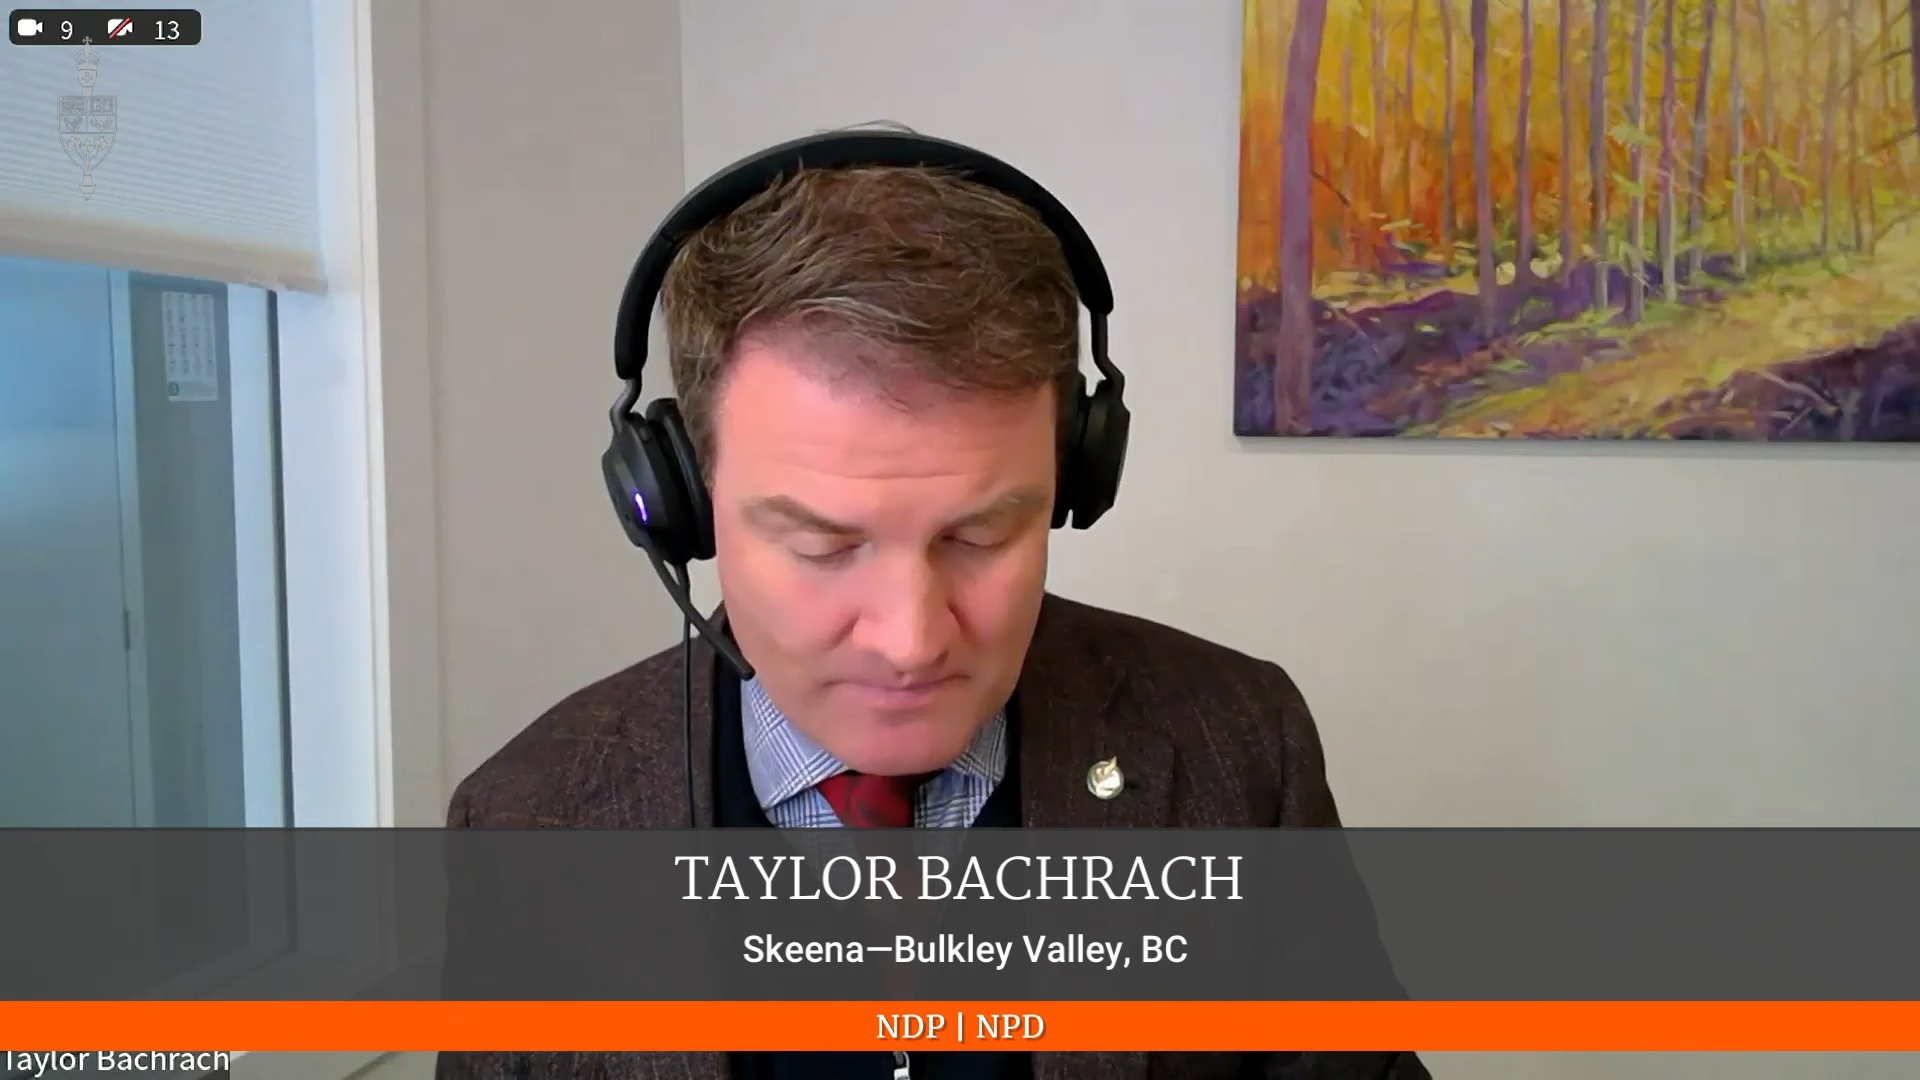 9 13
TAYLOR BACHRACH
Skeena—Bulkley Valley, BC
NDP | NPD
Taylor Bachrach